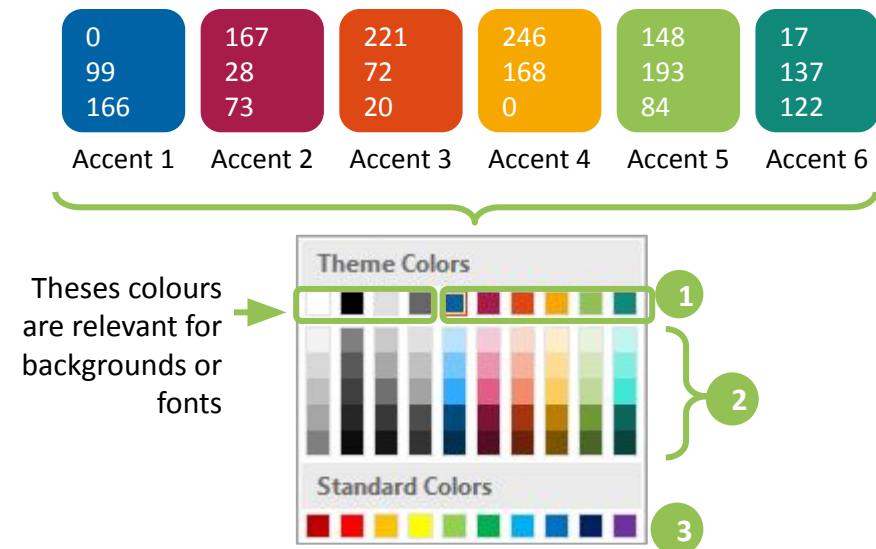 0
99
166
167
28
73
221
72
20
246
168
0
148
193
84
17
137
122
Accent 1
Accent 2
Accent 3
Accent 4
Accent 5
Accent 6
Theses colours
are relevant for
backgrounds or
fonts
Theme Colors
1
2
Standard Colors
3